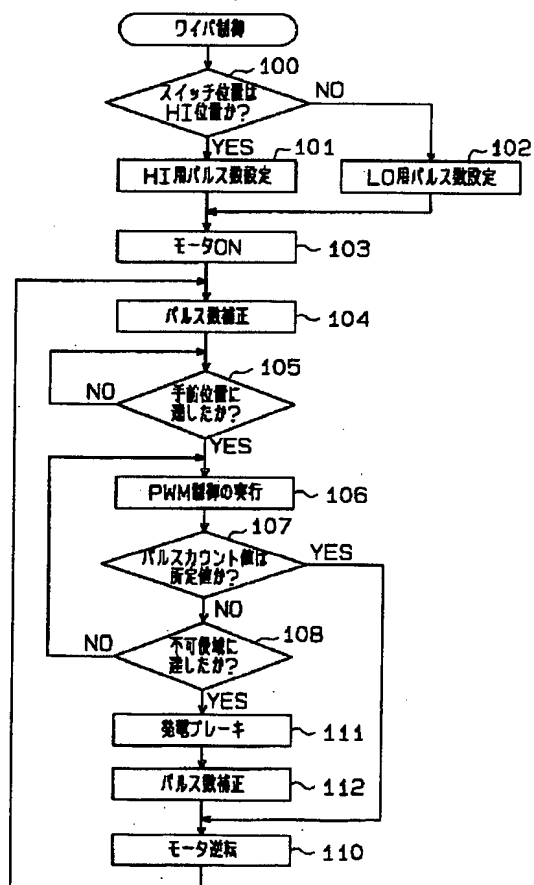 ワイパ制御
100
スイッチ位置は
HI位置か?
NO
YES
101
HI用パルス数設定
102
LO用パルス数設定
モータON
103
パルス数補正
104
105
手前位置に
達したか?
NO
YES
PWM制御の実行
106
107
パルスカウント値は
所定値か?
YES
NO
108
不可侵域に
達したか?
NO
YES
発電ブレーキ
111
パルス数補正
112
モータ逆転
110